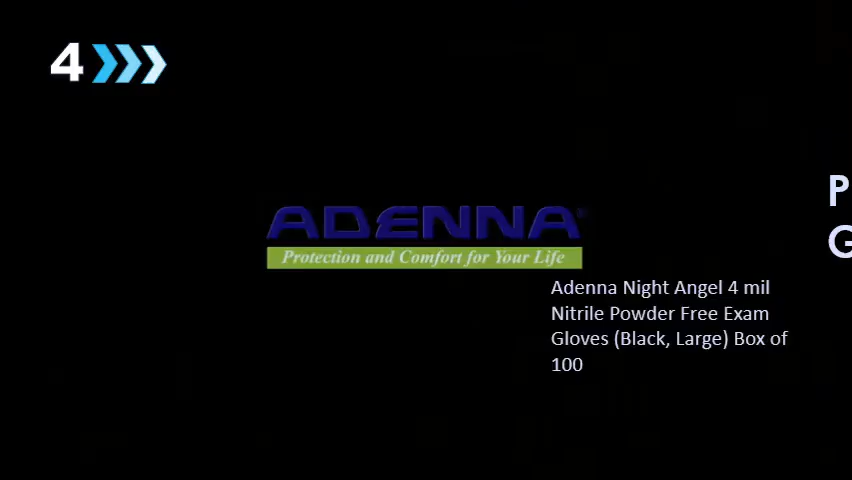 4
ADENNA
Protection and Comfort for Your Life
P
G
Adenna Night Angel 4 mil
Nitrile Powder Free Exam
Gloves (Black, Large) Box of
100